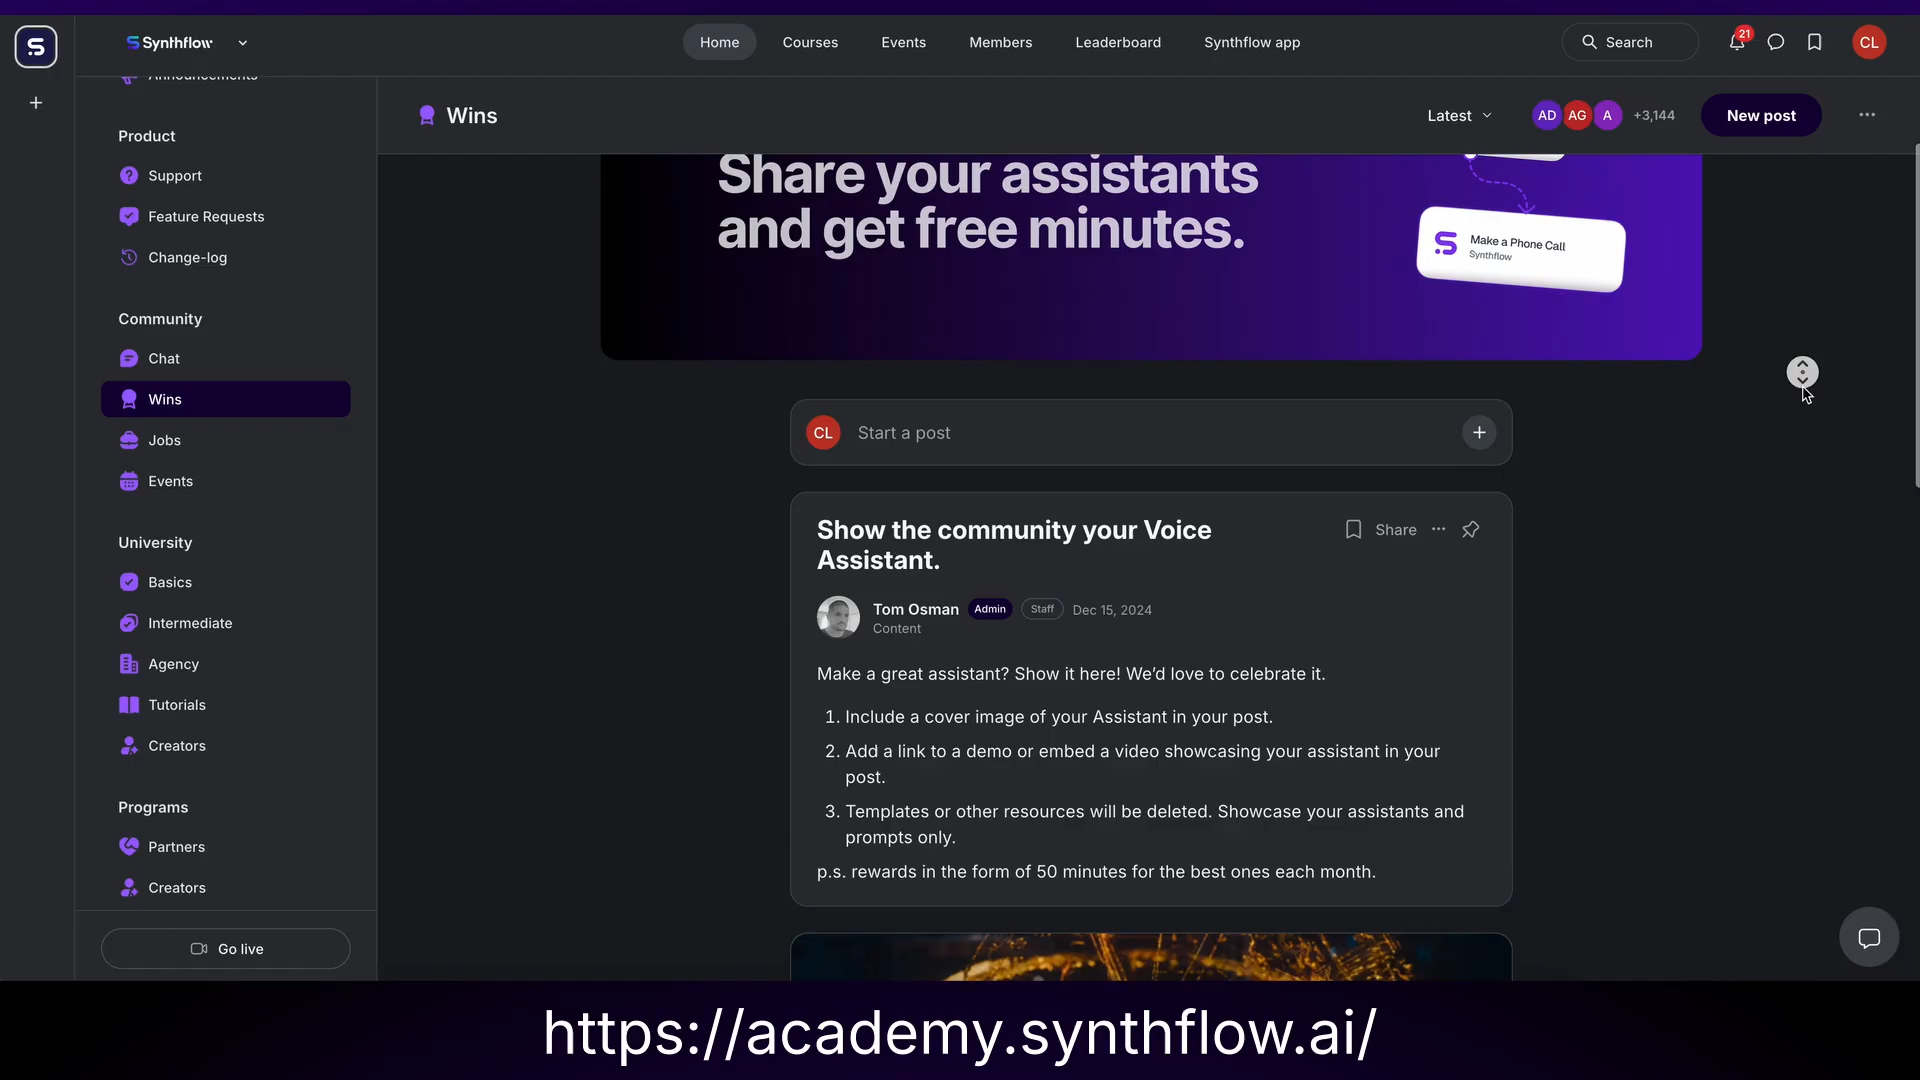 Synthflow
Home
Courses
Events
Members
Leaderboard
Synthflow app
Search
21
CL
Announcements
Product
Support
Feature Requests
Change-log
Community
Chat
Wins
Jobs
Events
University
Basics
Intermediate
Agency
Tutorials
Creators
Programs
Partners
Creators
Go live
Wins
Latest
AD
AG
A
+3,144
New post
Share your assistants
and get free minutes.
Make a Phone Call
Synthflow
CL
Start a post
Show the community your Voice
Assistant.
Share
Tom Osman
Admin
Staff
Dec 15, 2024
Content
Make a great assistant? Show it here! We’d love to celebrate it.
1. Include a cover image of your Assistant in your post.
2. Add a link to a demo or embed a video showcasing your assistant in your
post.
3. Templates or other resources will be deleted. Showcase your assistants and
prompts only.
p.s. rewards in the form of 50 minutes for the best ones each month.
https://academy.synthflow.ai/